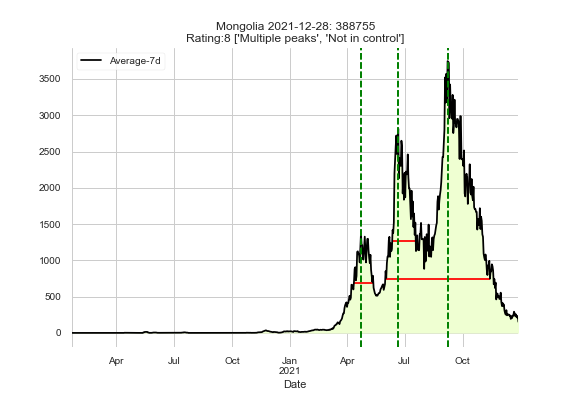 Mongolia 2021-12-28: 388755
Rating:8 ['Multiple peaks', 'Not in control']
Average-7d
3500
3000
2500
2000
1500
1000
500
0
Apr Jul Oct Jan Apr Jul Oct
2021
Date